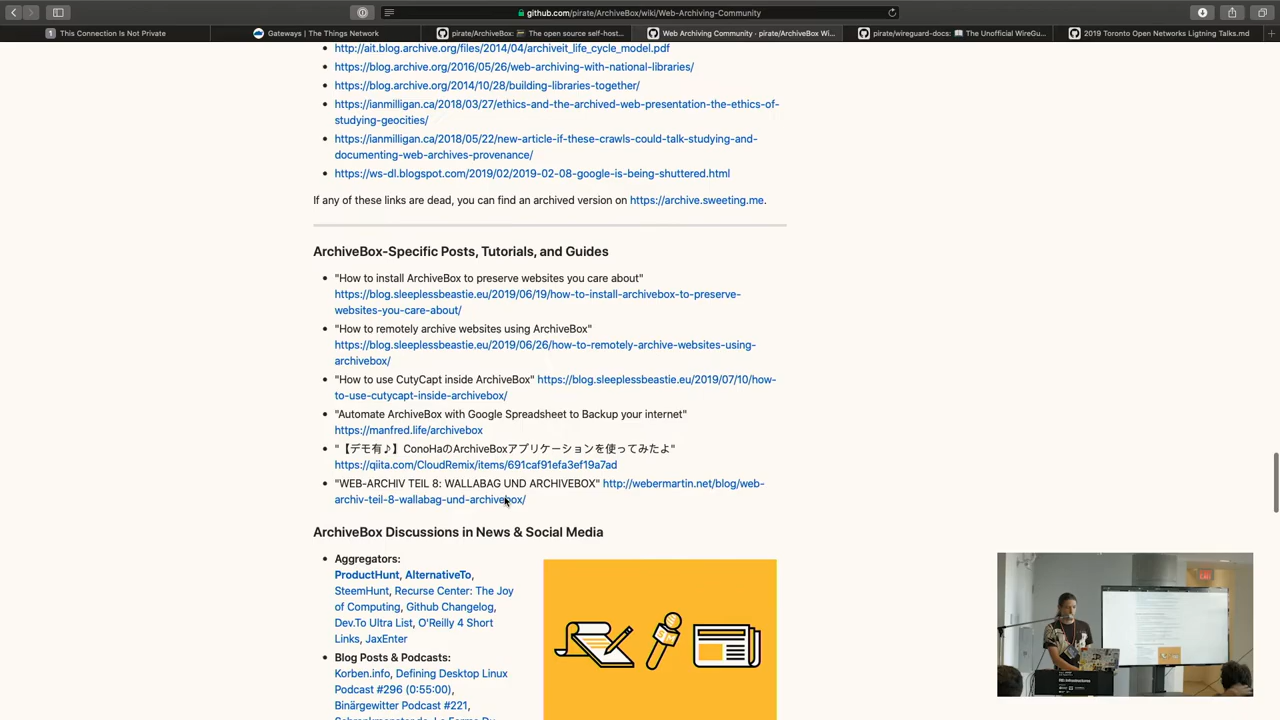 github.com/pirate/ArchiveBox/wiki/Web-Archiving-Community
1 This Connection Is Not Private
Gateways | The Things Network
pirate/ArchiveBox: The open source self-host...
Web Archiving Community · pirate/ArchiveBox Wi...
pirate/wireguard-docs: The Unofficial WireGu...
2019 Toronto Open Networks Ligtning Talks.md
http://ait.blog.archive.org/files/2014/04/archiveit_life_cycle_model.pdf
https://blog.archive.org/2016/05/26/web-archiving-with-national-libraries/
https://blog.archive.org/2014/10/28/building-libraries-together/
https://ianmilligan.ca/2018/03/27/ethics-and-the-archived-web-presentation-the-ethics-of-
studying-geocities/
https://ianmilligan.ca/2018/05/22/new-article-if-these-crawls-could-talk-studying-and-
documenting-web-archives-provenance/
https://ws-dl.blogspot.com/2019/02/2019-02-08-google-is-being-shuttered.html
If any of these links are dead, you can find an archived version on https://archive.sweeting.me.
ArchiveBox-Specific Posts, Tutorials, and Guides
"How to install ArchiveBox to preserve websites you care about"
https://blog.sleeplessbeastie.eu/2019/06/19/how-to-install-archivebox-to-preserve-
websites-you-care-about/
"How to remotely archive websites using ArchiveBox"
https://blog.sleeplessbeastie.eu/2019/06/26/how-to-remotely-archive-websites-using-
archivebox/
"How to use CutyCapt inside ArchiveBox" https://blog.sleeplessbeastie.eu/2019/07/10/how-
to-use-cutycapt-inside-archivebox/
"Automate ArchiveBox with Google Spreadsheet to Backup your internet"
https://manfred.life/archivebox
"【デモ有♪】ConoHaのArchiveBoxアプリケーションを使ってみたよ"
https://qiita.com/CloudRemix/items/691caf91efa3ef19a7ad
"WEB-ARCHIV TEIL 8: WALLABAG UND ARCHIVEBOX" http://webermartin.net/blog/web-
archiv-teil-8-wallabag-und-archivebox/
ArchiveBox Discussions in News & Social Media
Aggregators:
ProductHunt, AlternativeTo,
SteemHunt, Recurse Center: The Joy
of Computing, Github Changelog,
Dev.To Ultra List, O'Reilly 4 Short
Links, JaxEnter
Blog Posts & Podcasts:
Korben.info, Defining Desktop Linux
Podcast #296 (0:55:00),
Binärgewitter Podcast #221,